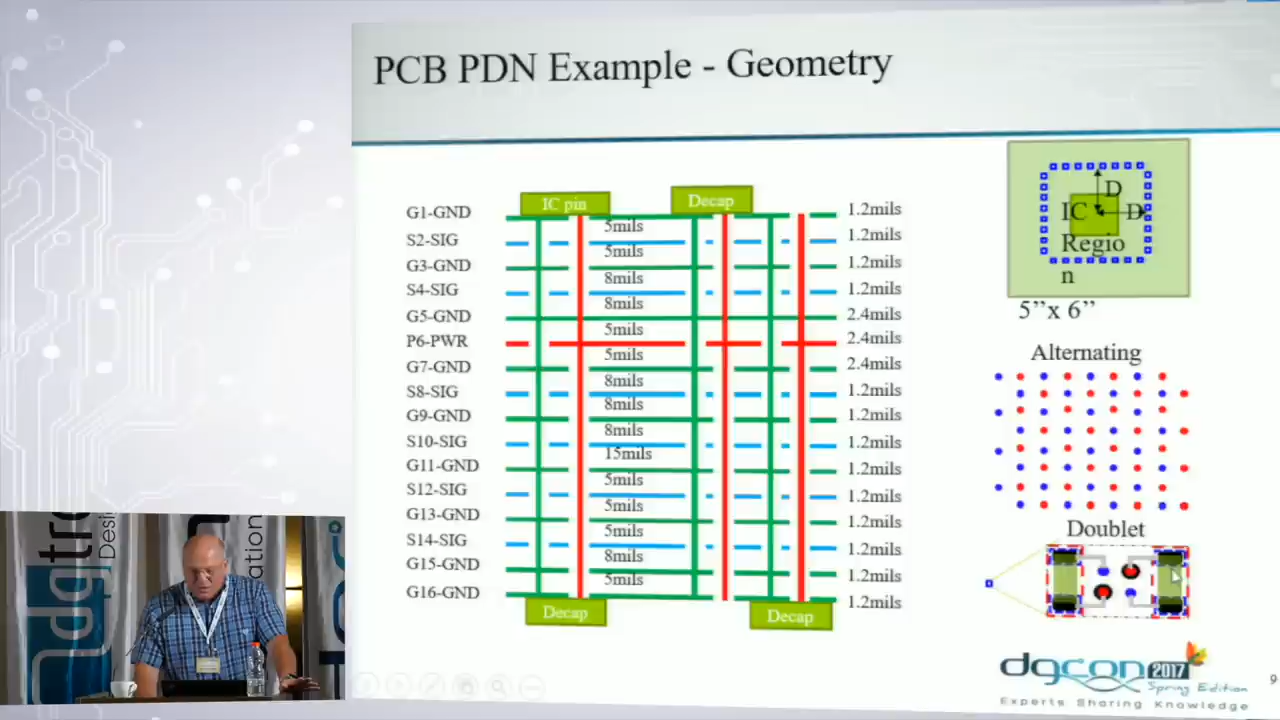 PCB PDN Example - Geometry
IC pin
Decap
G1-GND
5mils
1.2mils
S2-SIG
5mils
1.2mils
G3-GND
8mils
1.2mils
S4-SIG
8mils
1.2mils
G5-GND
5mils
2.4mils
P6-PWR
5mils
2.4mils
G7-GND
8mils
2.4mils
S8-SIG
8mils
1.2mils
G9-GND
8mils
1.2mils
S10-SIG
15mils
1.2mils
G11-GND
5mils
1.2mils
S12-SIG
5mils
1.2mils
G13-GND
5mils
1.2mils
S14-SIG
8mils
1.2mils
G15-GND
5mils
1.2mils
G16-GND
1.2mils
Decap
Decap
D
IC
D
Regio
n
5”x 6”
Alternating
Doublet
dgcon 2017
Spring Edition
Experts Sharing Knowledge
9